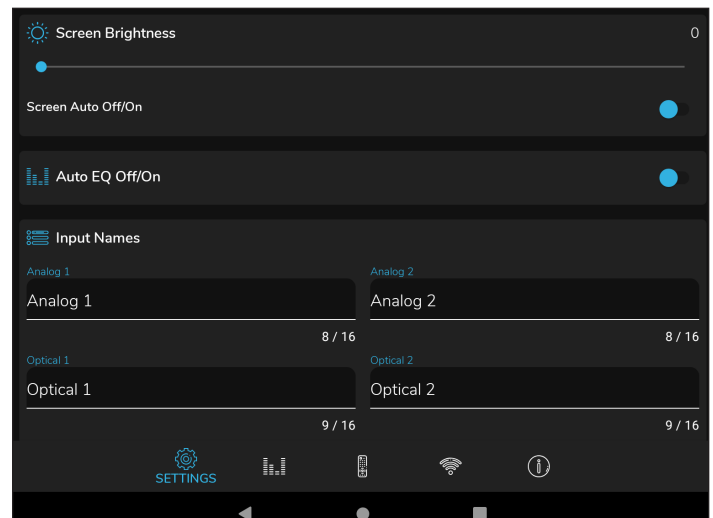 Screen Brightness 0
Screen Auto Off/On
Auto EQ Off/On
Input Names
Analog 1 Analog 2
Analog 1 Analog 2
8 / 16 8 / 16
Optical 1 Optical 2
Optical 1 Optical 2
9 / 16 9 / 16
SETTINGS